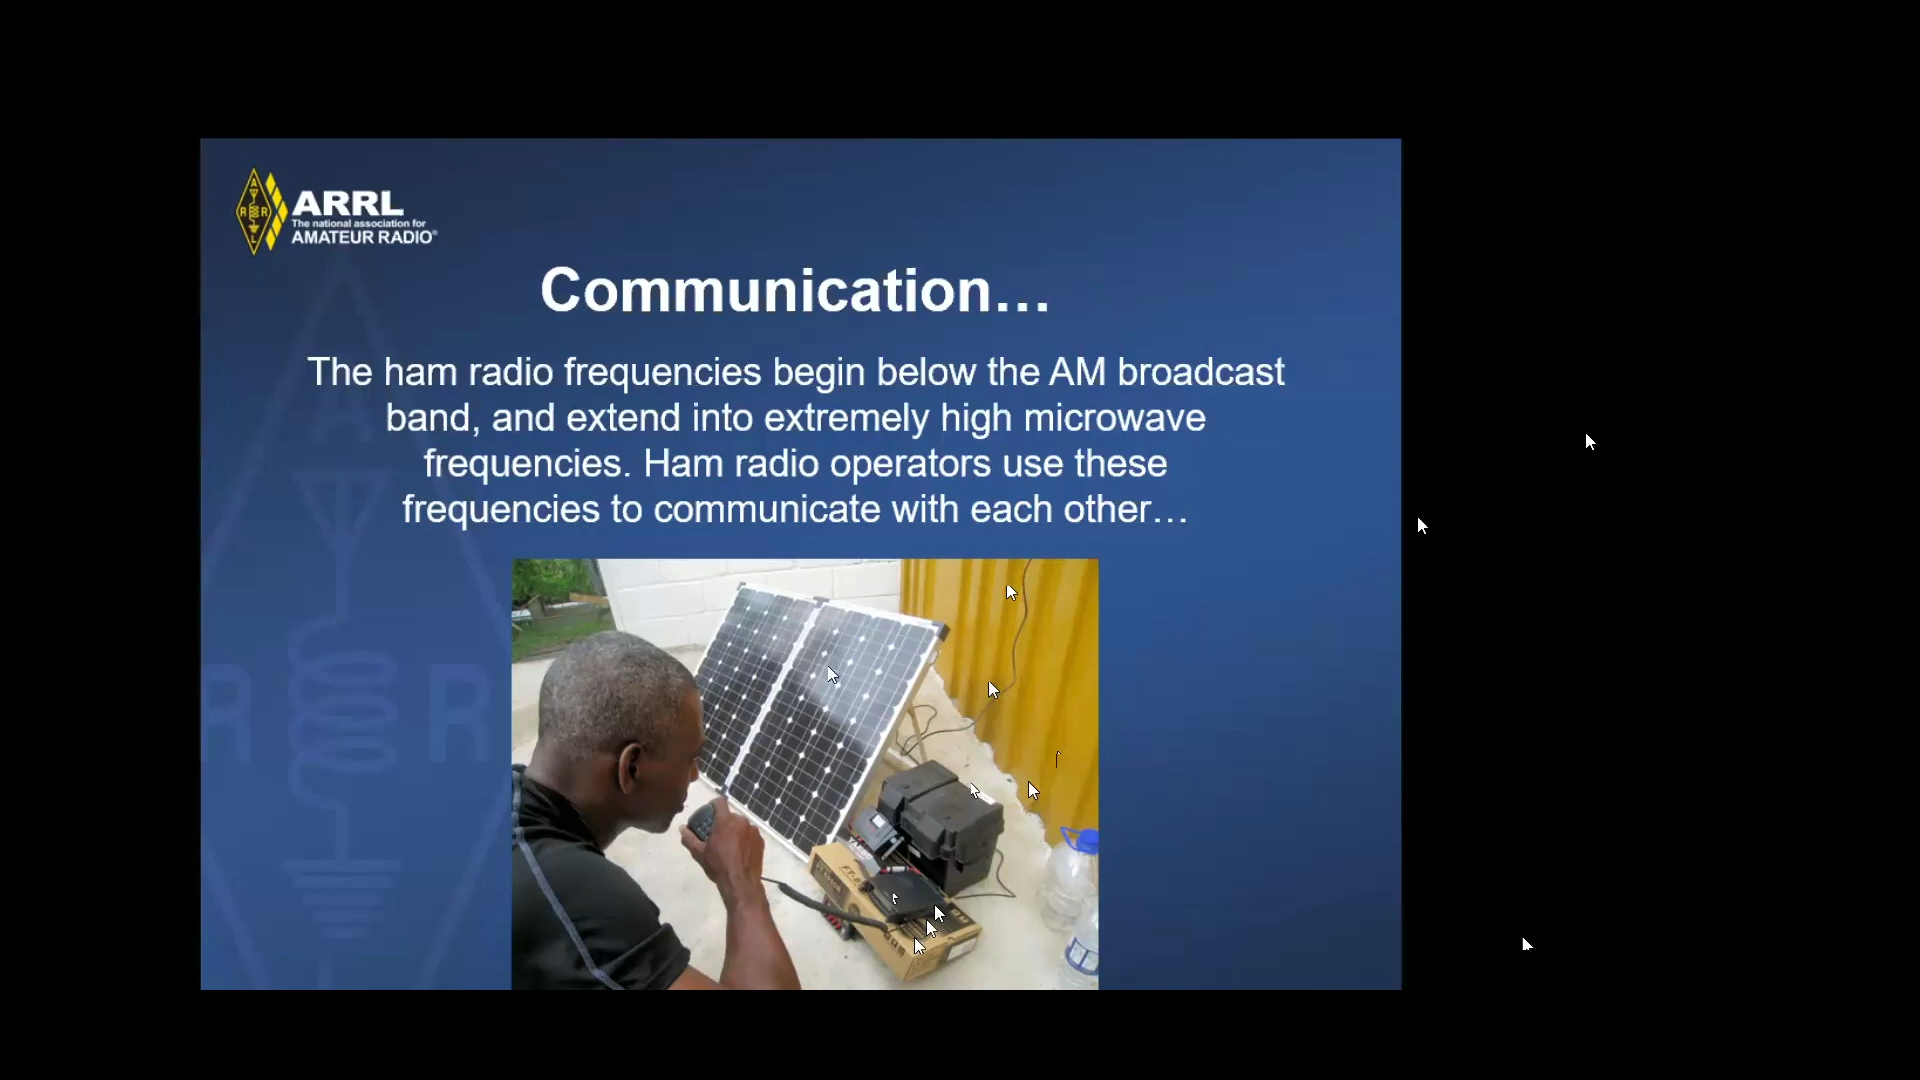 ARRL
The national association for
AMATEUR RADIO®
Communication…
The ham radio frequencies begin below the AM broadcast
band, and extend into extremely high microwave
frequencies. Ham radio operators use these
frequencies to communicate with each other…
A
R R
L
A
R R